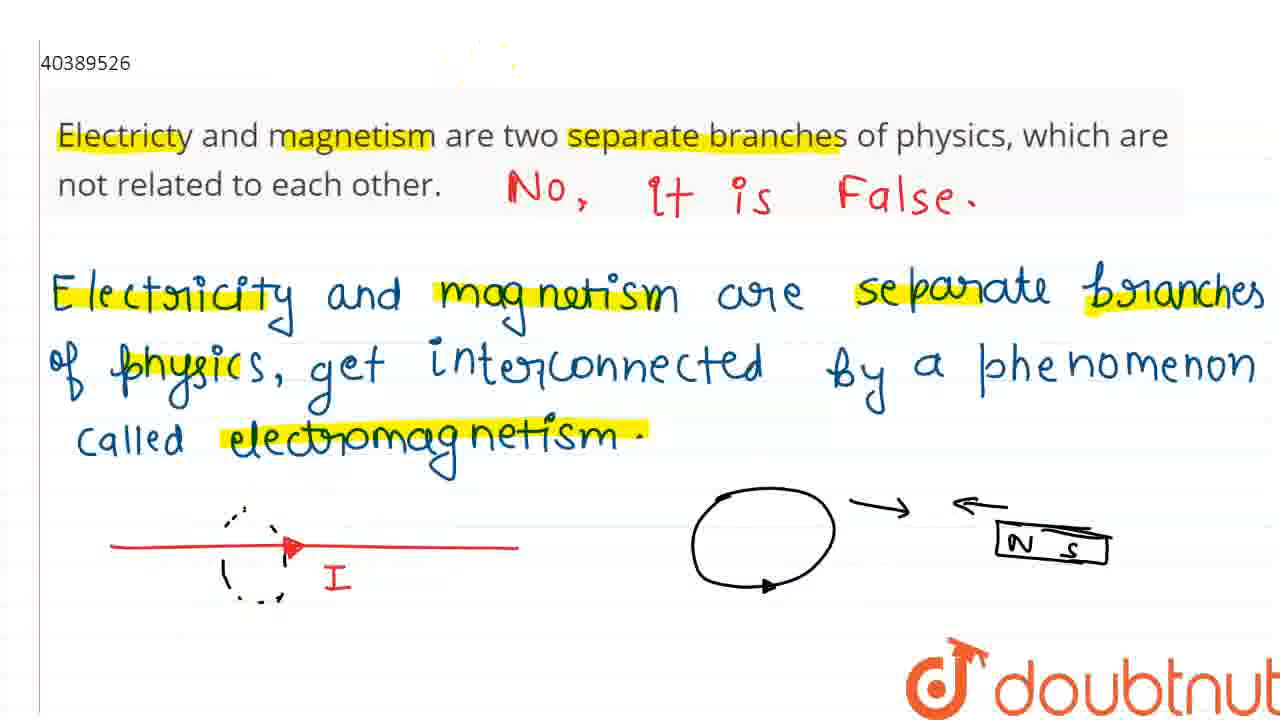 40389526
Electricty and magnetism are two separate branches of physics, which are
not related to each other. No, it is False.
Electricity and magnetism are separate branches
of physics, get interconnected by a phenomenon
called electromagnetism.
I
N S
doubtnut